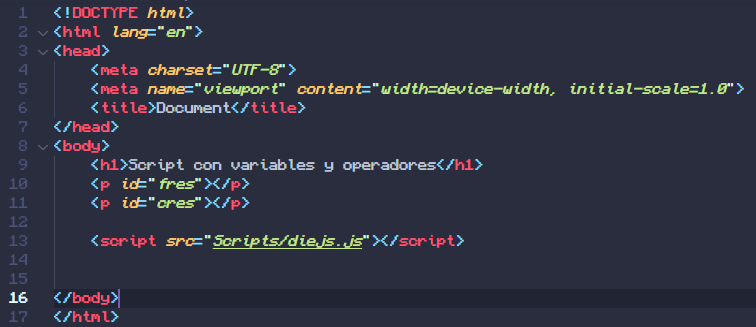 1 <!DOCTYPE html>
2 <html lang="en">
3 <head>
4     <meta charset="UTF-8">
5     <meta name="viewport" content="width=device-width, initial-scale=1.0">
6     <title>Document</title>
7 </head>
8 <body>
9     <h1>Script con variables y operadores</h1>
10     <p id="fres"></p>
11     <p id="cres"></p>
12
13     <script src="Scripts/diejs.js"></script>
14
15
16 </body>
17 </html>